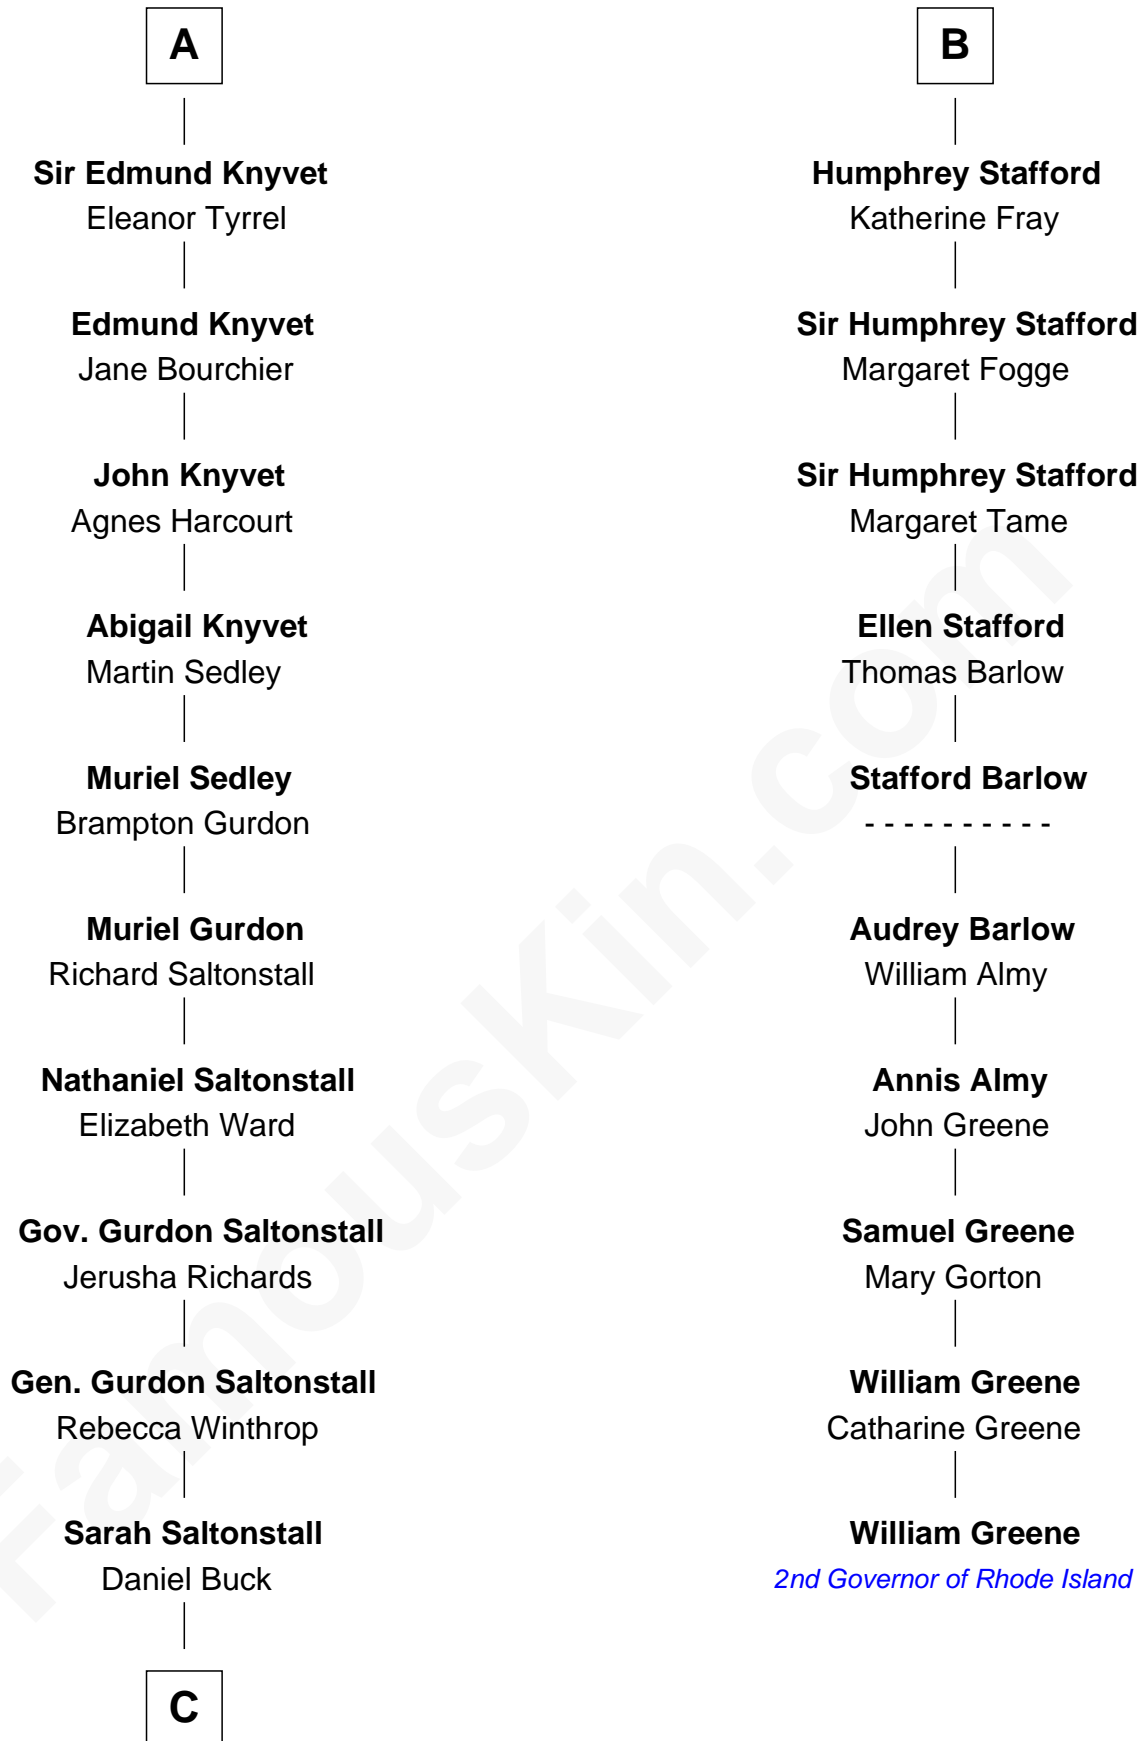 A
Sir Edmund Knyvet
Eleanor Tyrrel
Edmund Knyvet
Jane Bourchier
John Knyvet
Agnes Harcourt
Abigail Knyvet
Martin Sedley
Muriel Sedley
Brampton Gurdon
Muriel Gurdon
Richard Saltonstall
Nathaniel Saltonstall
Elizabeth Ward
Gov. Gurdon Saltonstall
Jerusha Richards
Gen. Gurdon Saltonstall
Rebecca Winthrop
Sarah Saltonstall
Daniel Buck
C
B
Humphrey Stafford
Katherine Fray
Sir Humphrey Stafford
Margaret Fogge
Sir Humphrey Stafford
Margaret Tame
Ellen Stafford
Thomas Barlow
Stafford Barlow
- - - - - - - - - -
Audrey Barlow
William Almy
Annis Almy
John Greene
Samuel Greene
Mary Gorton
William Greene
Catharine Greene
William Greene
2nd Governor of Rhode Island
FamousKin.com